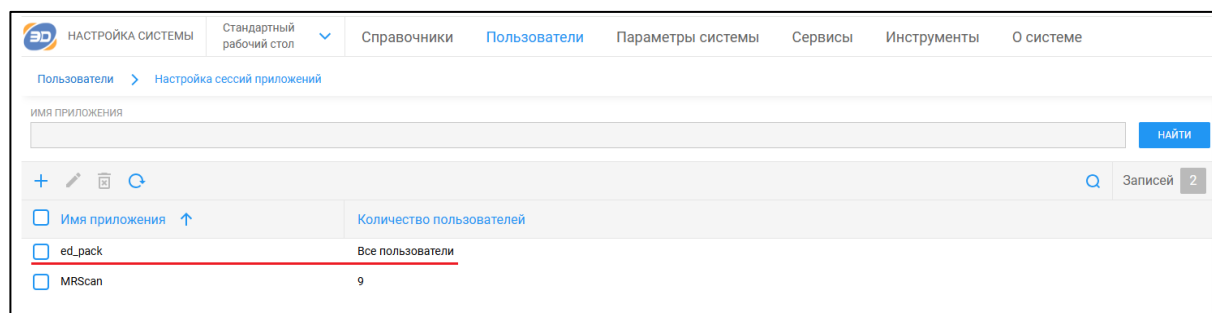 3D НАСТРОЙКА СИСТЕМЫ Стандартный рабочий стол Справочники Пользователи Параметры системы Сервисы Инструменты О системе
Пользователи > Настройка сессий приложений
ИМЯ ПРИЛОЖЕНИЯ
НАЙТИ
Записей 2
Имя приложения ↑ Количество пользователей
ed_pack Все пользователи
MRScan 9